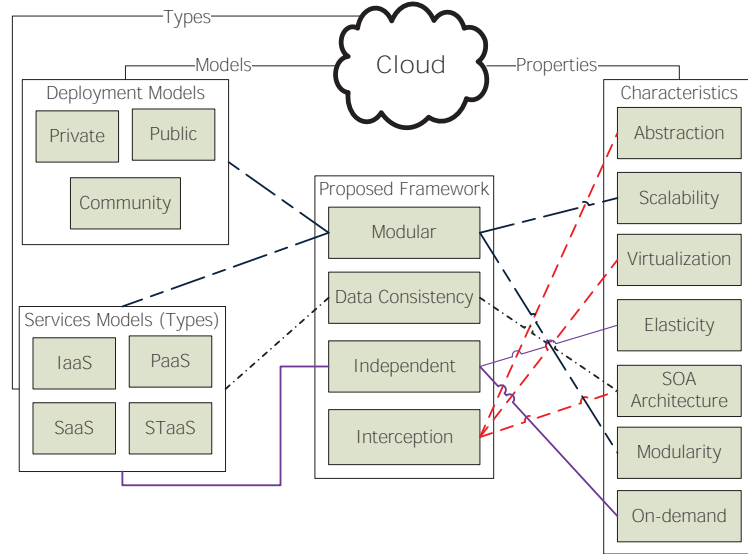 Types
Cloud
Models
Properties
Deployment Models
Private
Public
Community
Proposed Framework
Modular
Data Consistency
Independent
Interception
Services Models (Types)
IaaS
PaaS
SaaS
STaaS
Characteristics
Abstraction
Scalability
Virtualization
Elasticity
SOA
Architecture
Modularity
On-demand